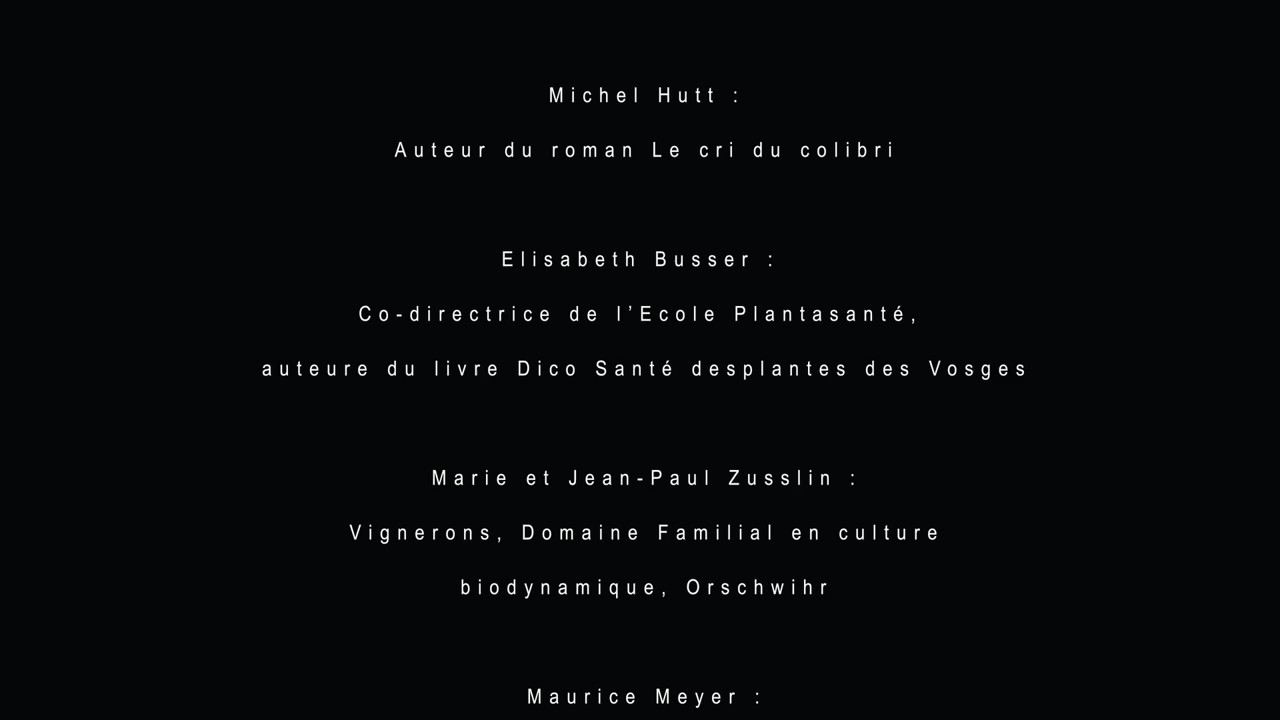 Michel Hutt :
Auteur du roman Le cri du colibri
Elisabeth Busser :
Co-directrice de l’Ecole Plantasanté,
auteure du livre Dico Santé desplantes des Vosges
Marie et Jean-Paul Zusslin :
Vignerons, Domaine Familial en culture
biodynamique, Orschwihr
Maurice Meyer :